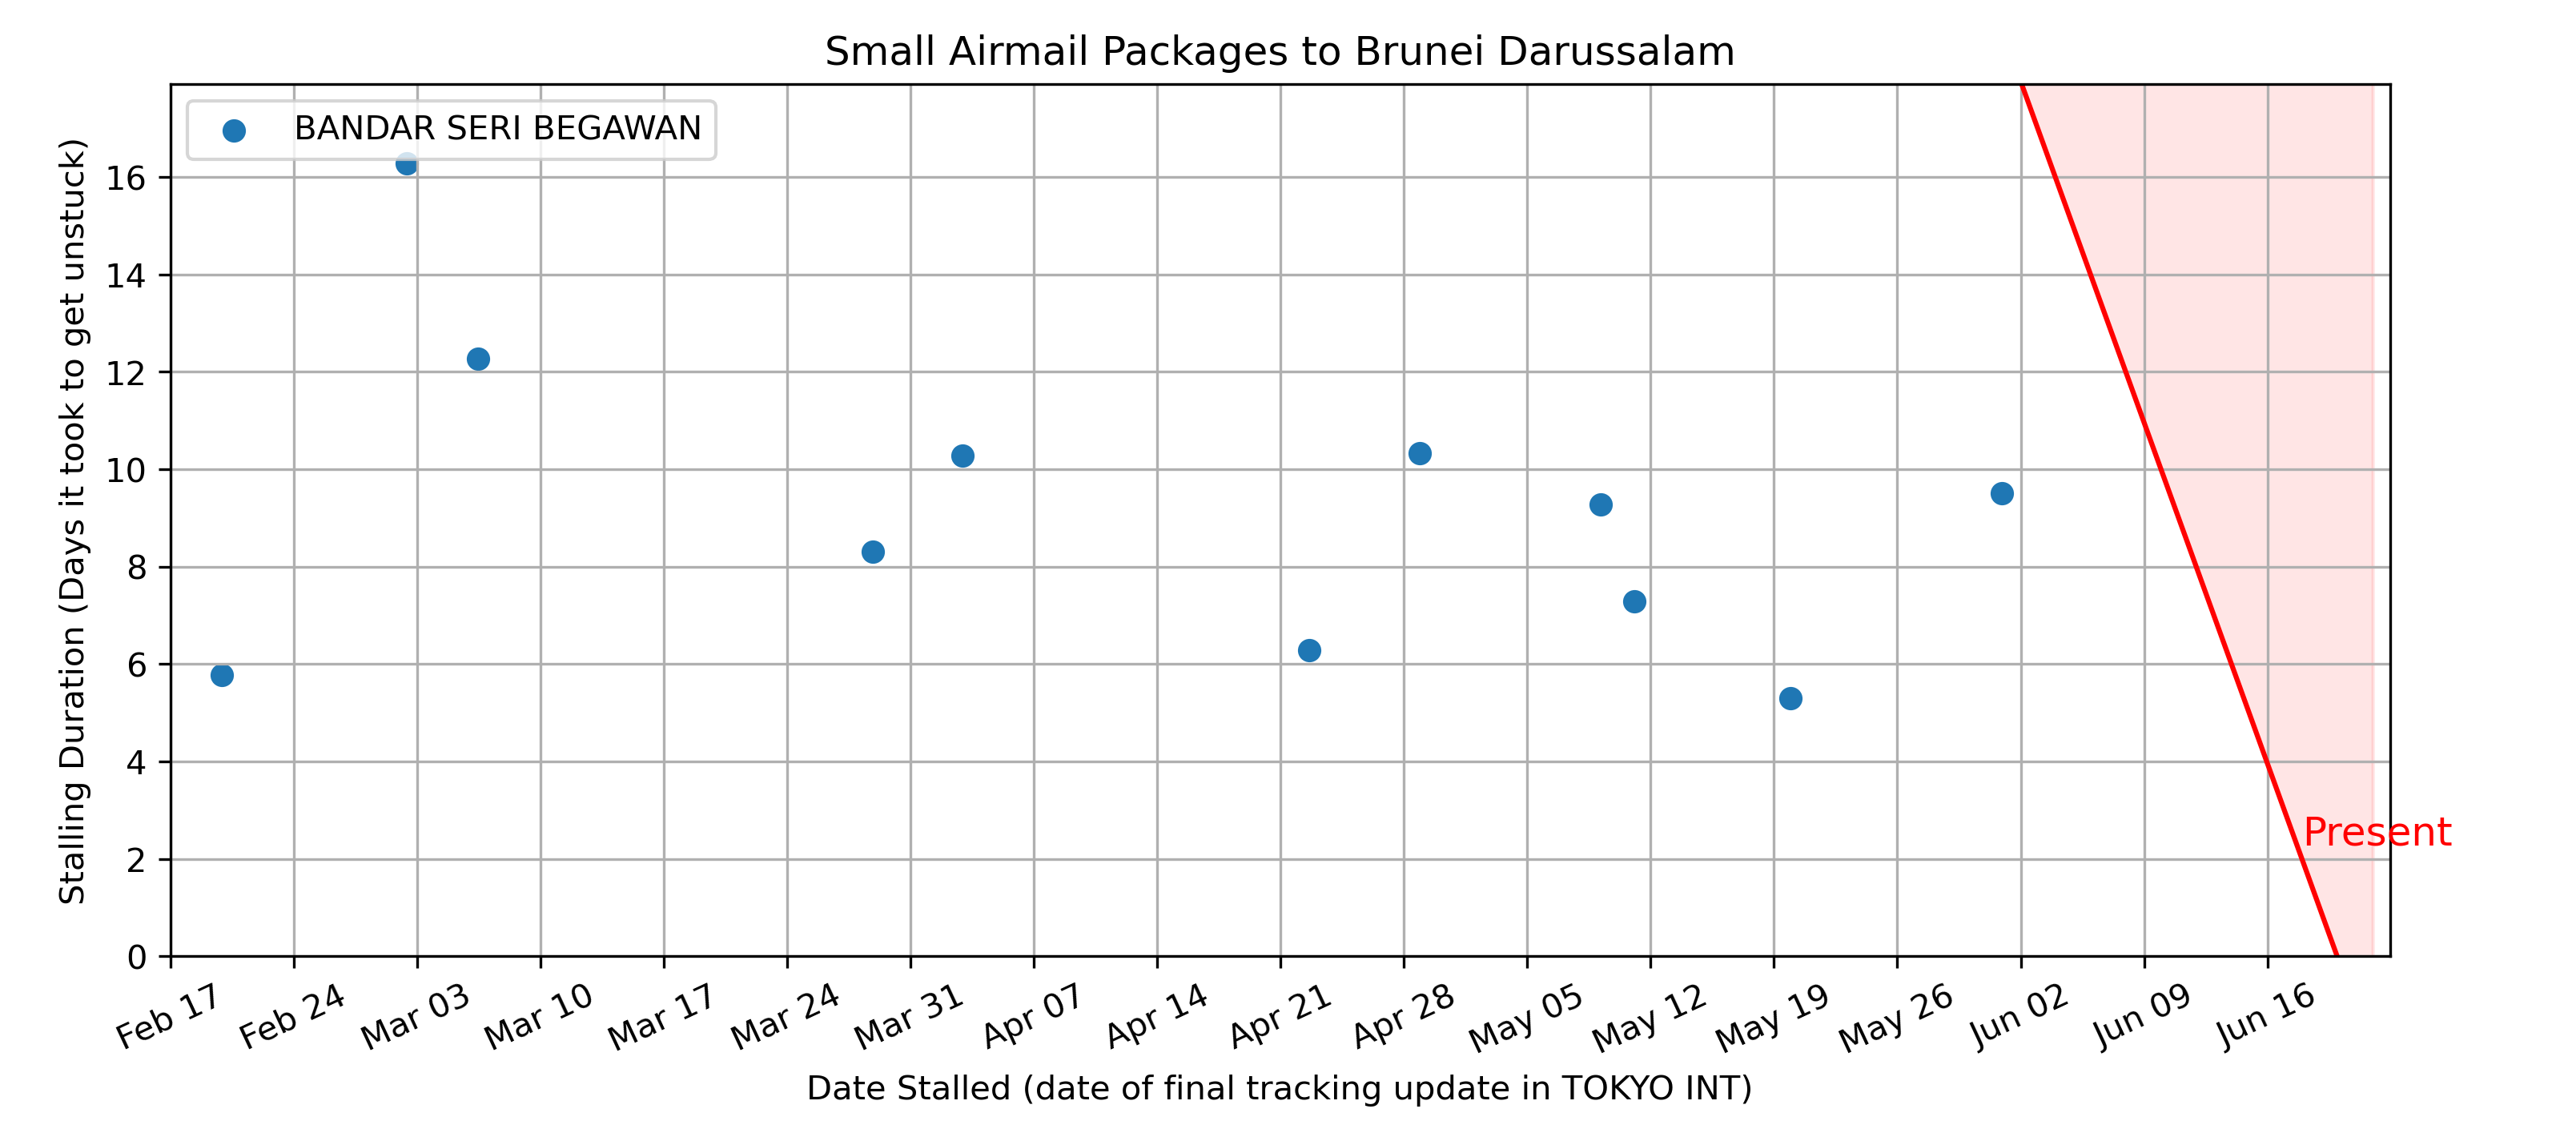 Small Airmail Packages to Brunei Darussalam
BANDAR SERI BEGAWAN
Stalling Duration (Days it took to get unstuck)
16
14
12
10
8
6
4
2
0
Present
Feb 17
Feb 24
Mar 03
Mar 10
Mar 17
Mar 24
Mar 31
Apr 07
Apr 14
Apr 21
Apr 28
May 05
May 12
May 19
May 26
Jun 02
Jun 09
Jun 16
Date Stalled (date of final tracking update in TOKYO INT)